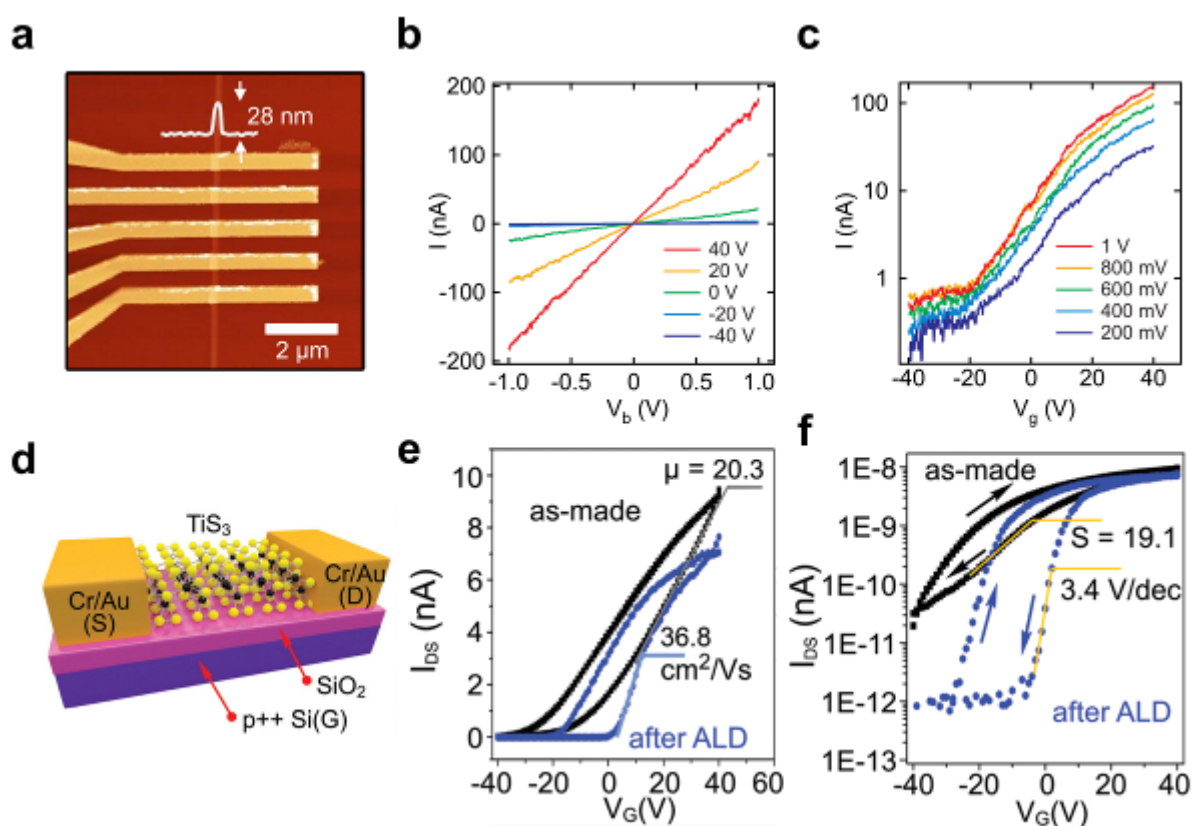 a
28 nm
2 μm
b
I (nA)
200
100
0
-100
-200
40 V
20 V
0 V
-20 V
-40 V
-1.0
-0.5
0
0.5
1.0
V_b (V)
c
I (nA)
100
10
1
1 V
800 mV
600 mV
400 mV
200 mV
-40
-20
0
20
40
V_g (V)
d
TiS₃
Cr/Au
(S)
Cr/Au
(D)
SiO₂
p++ Si(G)
e
I_DS (nA)
10
8
6
4
2
0
as-made
μ = 20.3
36.8
cm²/Vs
after ALD
-40
-20
0
20
40
60
V_G(V)
f
I_DS (nA)
1E-8
1E-9
1E-10
1E-11
1E-12
1E-13
as-made
S = 19.1
3.4 V/dec
after ALD
-40
-20
0
20
40
V_G(V)